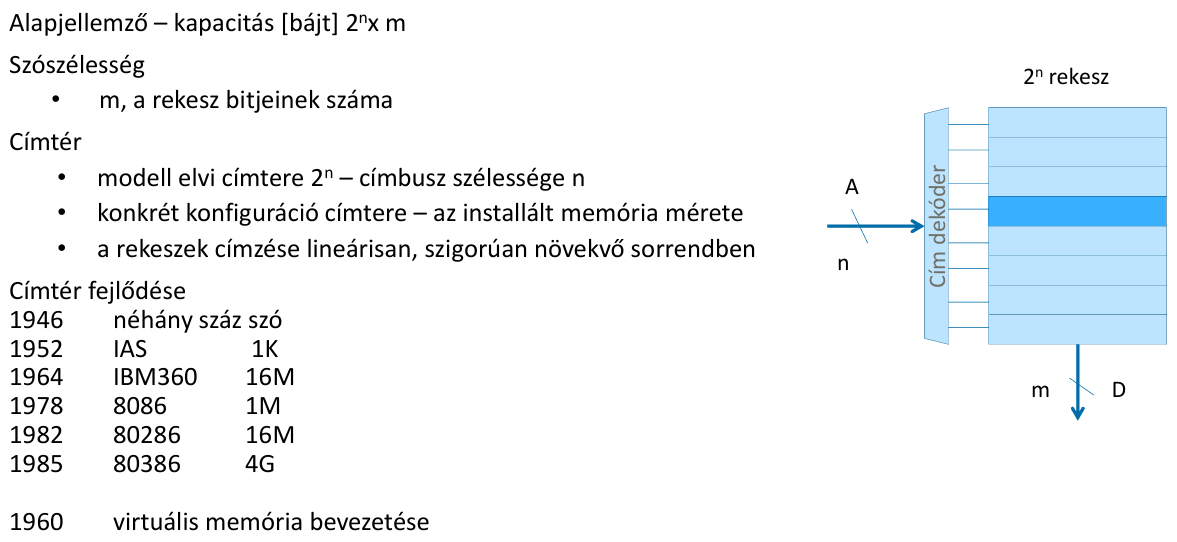 Alapjellemző – kapacitás [bájt] 2ⁿx m
Szószélesség
• m, a rekesz bitjeinek száma
Címtér
• modell elvi címtere 2ⁿ – címbusz szélessége n
• konkrét konfiguráció címtere – az installált memória mérete
• a rekeszek címzése lineárisan, szigorúan növekvő sorrendben
Címtér fejlődése
1946 néhány száz szó
1952 IAS 1K
1964 IBM360 16M
1978 8086 1M
1982 80286 16M
1985 80386 4G
1960 virtuális memória bevezetése
2ⁿ rekesz
A
n
Cím dekóder
m D